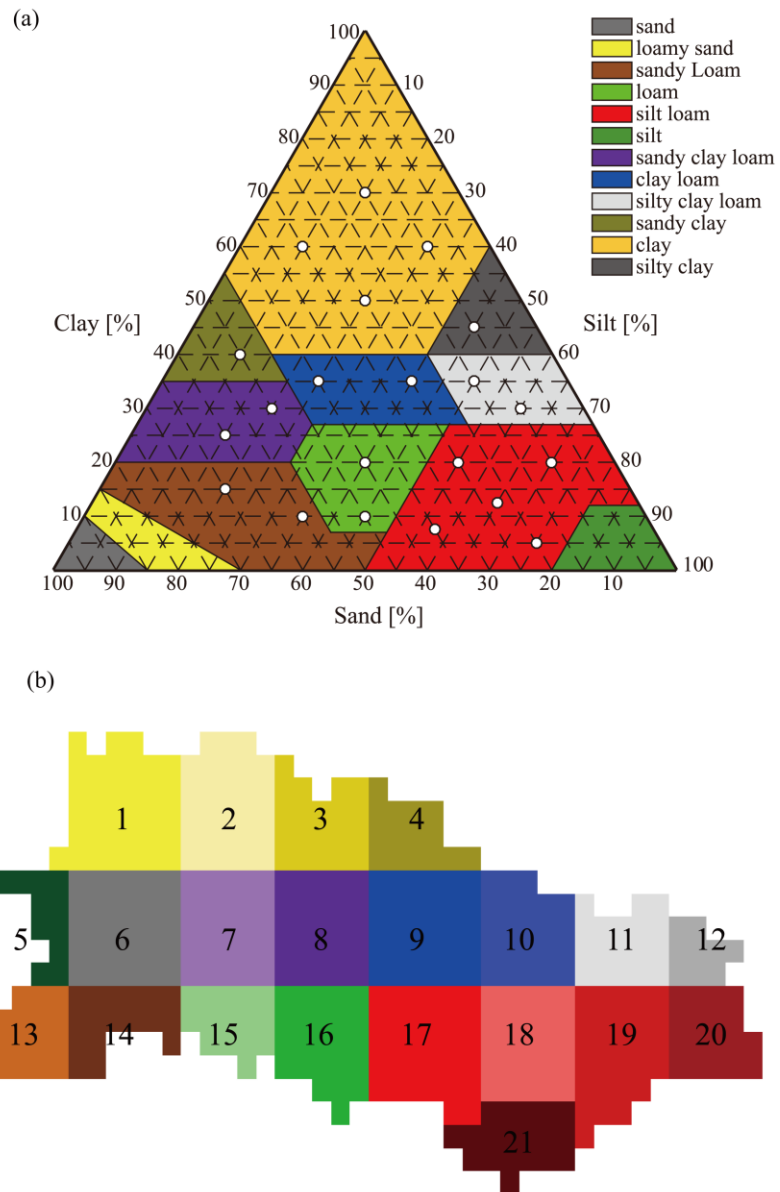 (a)
100
90
10
80
20
70
30
60
40
50
50
Clay [%]
Silt [%]
40
60
30
70
20
80
10
90
100
100 90 80 70 60 50 40 30 20 10
Sand [%]
sand
loamy sand
sandy Loam
loam
silt loam
silt
sandy clay loam
clay loam
silty clay loam
sandy clay
clay
silty clay
(b)
1 2 3 4
5 6 7 8 9 10 11 12
13 14 15 16 17 18 19 20
21